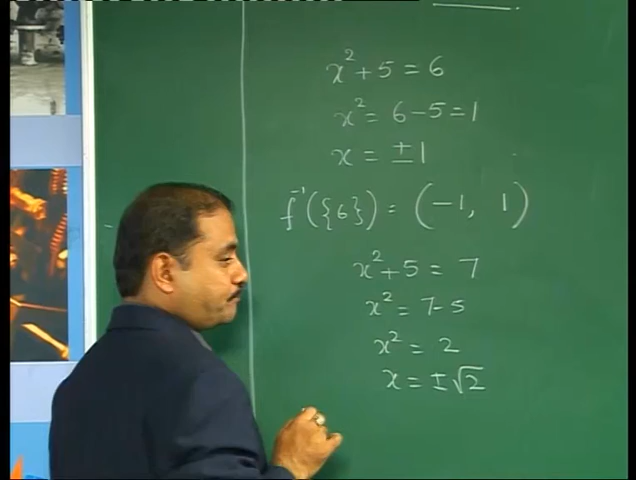 x² + 5 = 6
x² = 6 - 5 = 1
x = ±1
f⁻¹({6}) = (-1, 1)
x² + 5 = 7
x² = 7 - 5
x² = 2
x = ±√2